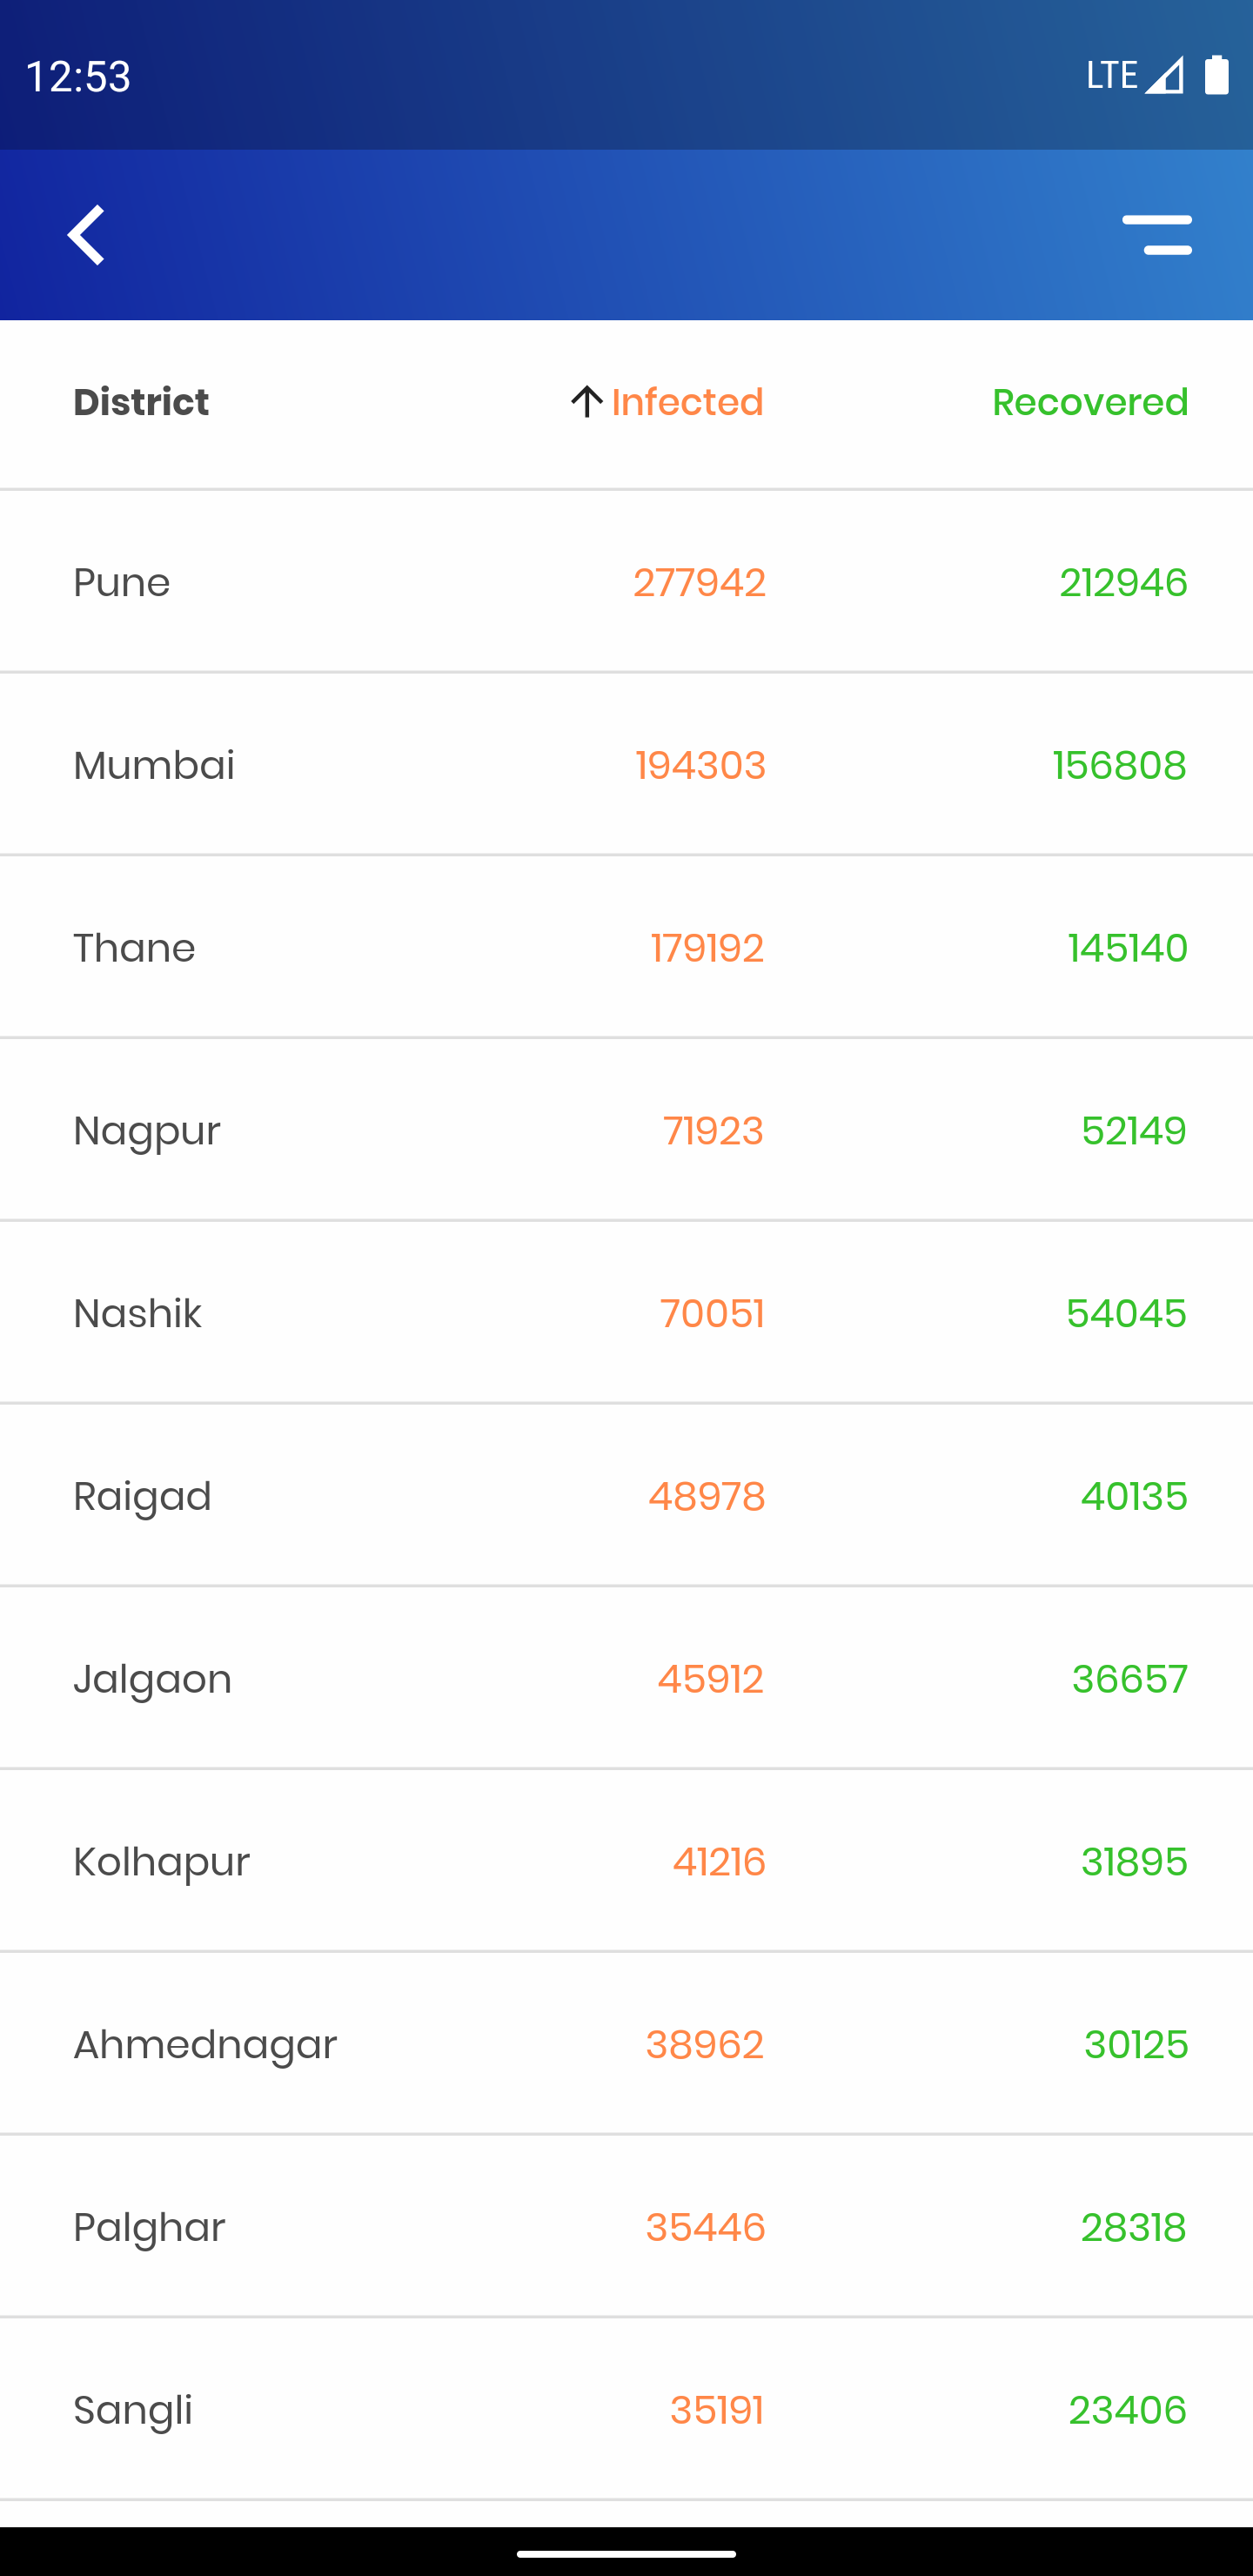 12:53 LTE
District Infected Recovered
Pune 277942 212946
Mumbai 194303 156808
Thane 179192 145140
Nagpur 71923 52149
Nashik 70051 54045
Raigad 48978 40135
Jalgaon 45912 36657
Kolhapur 41216 31895
Ahmednagar 38962 30125
Palghar 35446 28318
Sangli 35191 23406